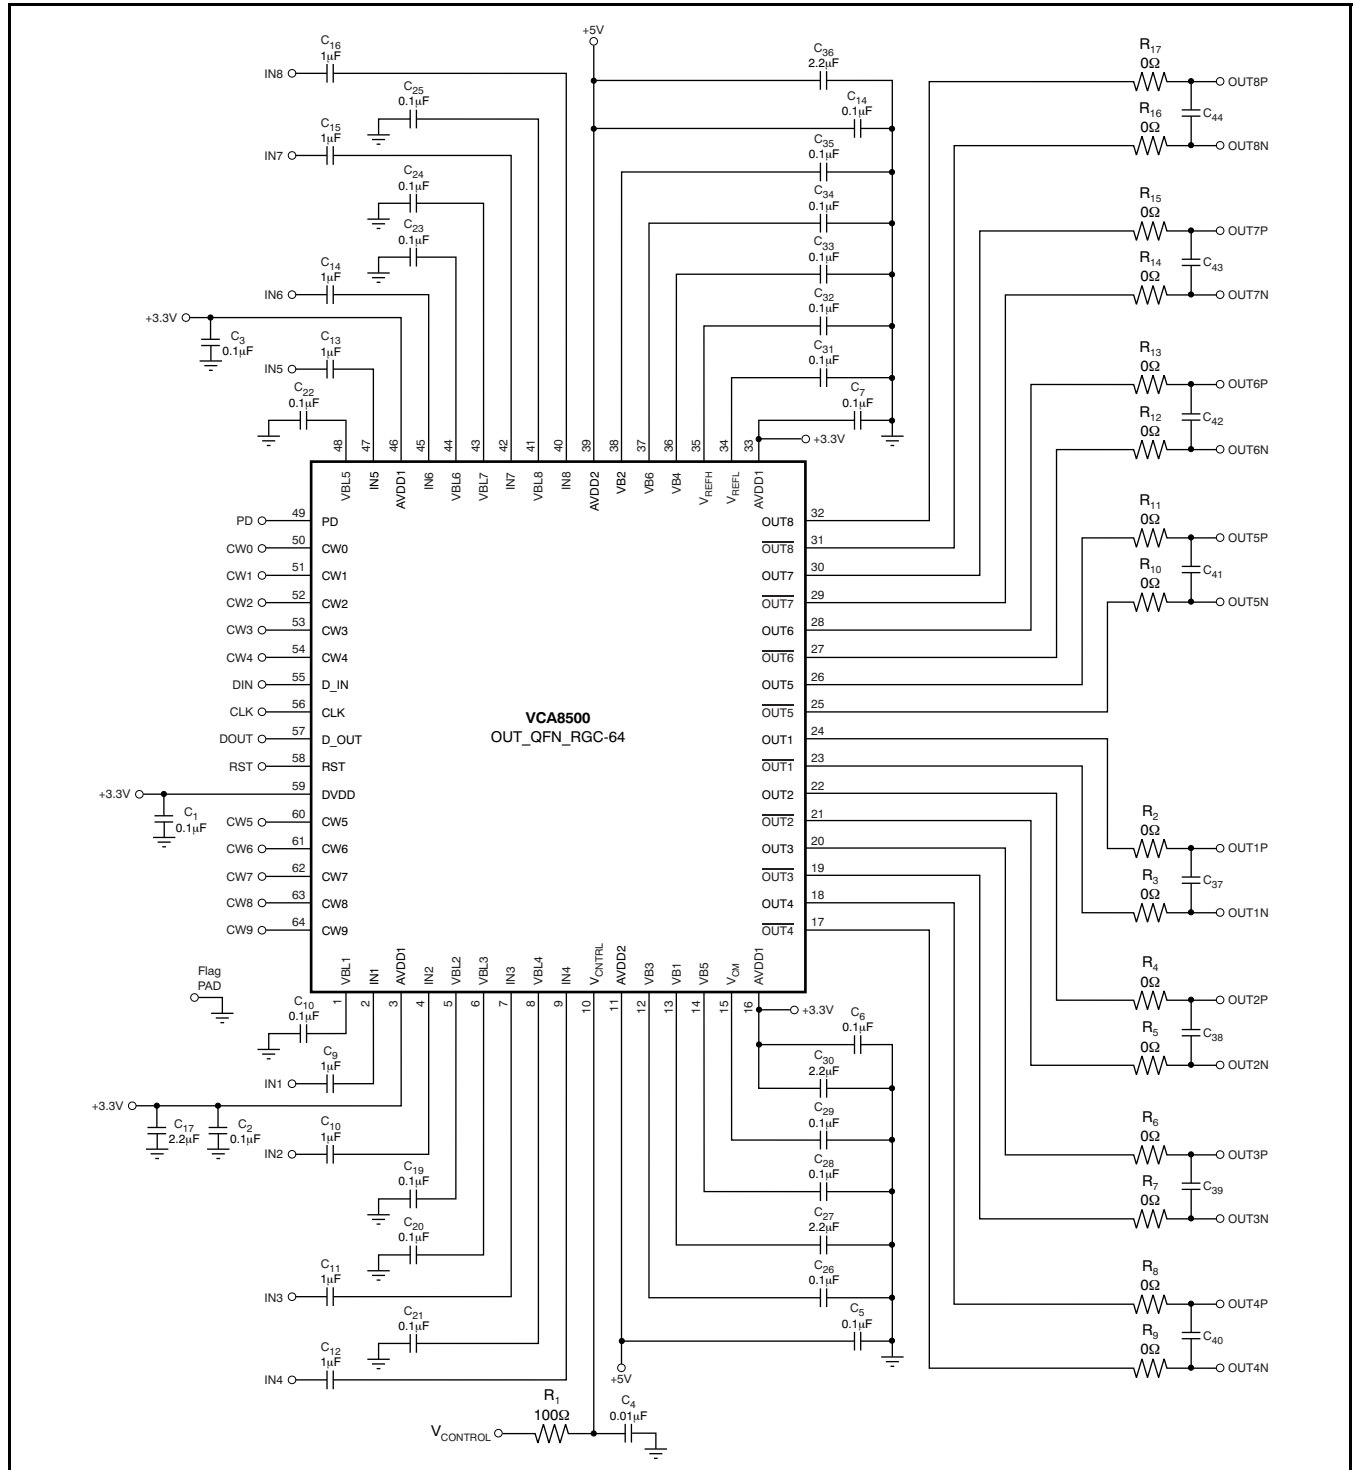 +5V
C16
1µF
IN8
C25
0.1µF
C15
1µF
IN7
C24
0.1µF
C23
0.1µF
C14
1µF
IN6
+3.3V
C3
0.1µF
C13
1µF
IN5
C22
0.1µF
C36
2.2µF
C14
0.1µF
C35
0.1µF
C34
0.1µF
C33
0.1µF
C32
0.1µF
C31
0.1µF
C7
0.1µF
+3.3V
48 47 46 45 44 43 42 41 40 39 38 37 36 35 34 33
VBL5 IN5 AVDD1 IN6 VBL6 VBL7 IN7 VBL8 IN8 AVDD2 VB2 VB6 VB4 VREFH VREFL AVDD1
PD 49 PD
CW0 50 CW0
CW1 51 CW1
CW2 52 CW2
CW3 53 CW3
CW4 54 CW4
DIN 55 D_IN
CLK 56 CLK
DOUT 57 D_OUT
RST 58 RST
+3.3V 59 DVDD
C1
0.1µF
CW5 60 CW5
CW6 61 CW6
CW7 62 CW7
CW8 63 CW8
CW9 64 CW9
VCA8500
OUT_QFN_RGC-64
OUT8 32
OUT8 31
OUT7 30
OUT7 29
OUT6 28
OUT6 27
OUT5 26
OUT5 25
OUT1 24
OUT1 23
OUT2 22
OUT2 21
OUT3 20
OUT3 19
OUT4 18
OUT4 17
R17
0Ω
OUT8P
R16
0Ω
C44
OUT8N
R15
0Ω
OUT7P
R14
0Ω
C43
OUT7N
R13
0Ω
OUT6P
R12
0Ω
C42
OUT6N
R11
0Ω
OUT5P
R10
0Ω
C41
OUT5N
R2
0Ω
OUT1P
R3
0Ω
C37
OUT1N
R4
0Ω
OUT2P
R5
0Ω
C38
OUT2N
R6
0Ω
OUT3P
R7
0Ω
C39
OUT3N
R8
0Ω
OUT4P
R9
0Ω
C40
OUT4N
VBL1 IN1 AVDD1 IN2 VBL2 VBL3 IN3 VBL4 IN4 VCNTRL AVDD2 VB3 VB1 VB5 VCM AVDD1
1 2 3 4 5 6 7 8 9 10 11 12 13 14 15 16
Flag
PAD
C10
0.1µF
C9
1µF
IN1
+3.3V
C17
2.2µF
C2
0.1µF
C10
1µF
IN2
C19
0.1µF
C20
0.1µF
C11
1µF
IN3
C21
0.1µF
C12
1µF
IN4
+3.3V
C6
0.1µF
C30
2.2µF
C29
0.1µF
C28
0.1µF
C27
2.2µF
C26
0.1µF
C5
0.1µF
+5V
R1
100Ω
C4
0.01µF
VCONTROL